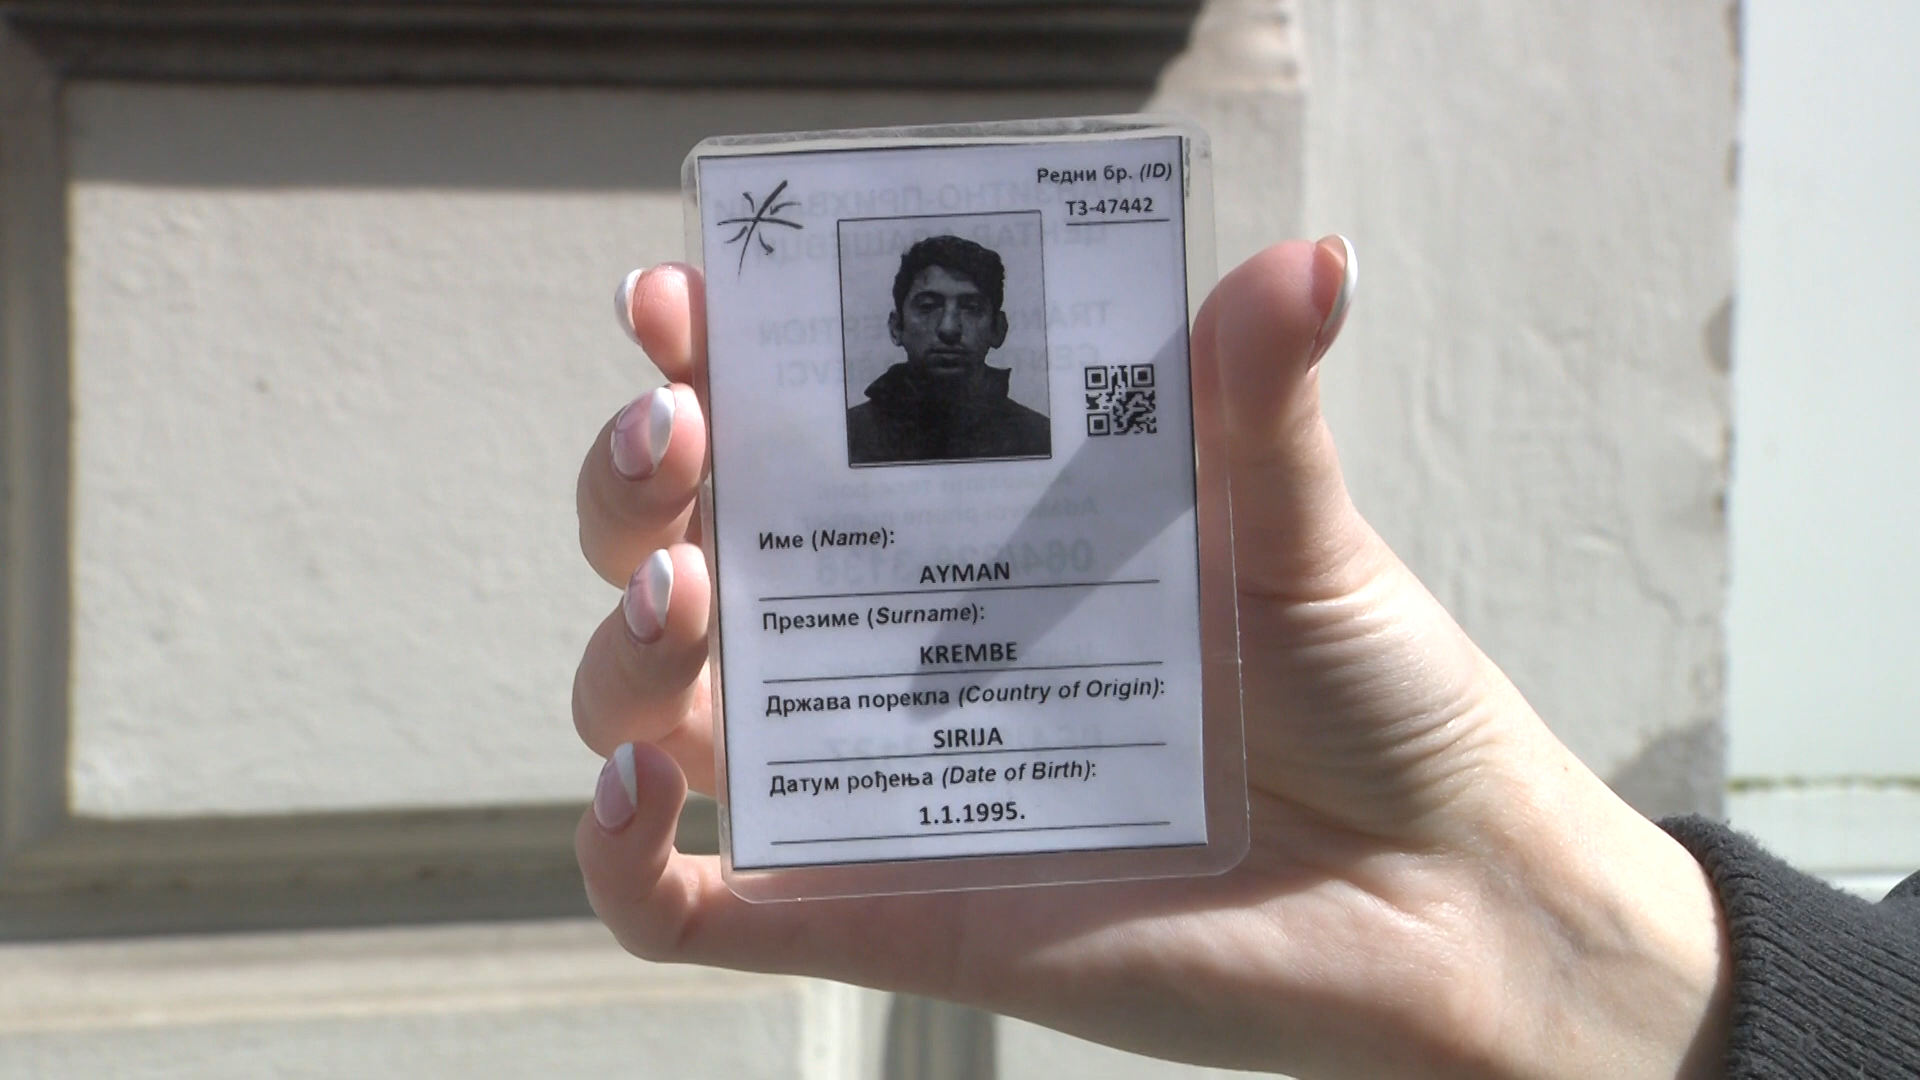 Редни бр. (ID)
T3-47442
Име (Name):
AYMAN
Презиме (Surname):
KREMBE
Држава порекла (Country of Origin):
SIRIJA
Датум рођења (Date of Birth):
1.1.1995.